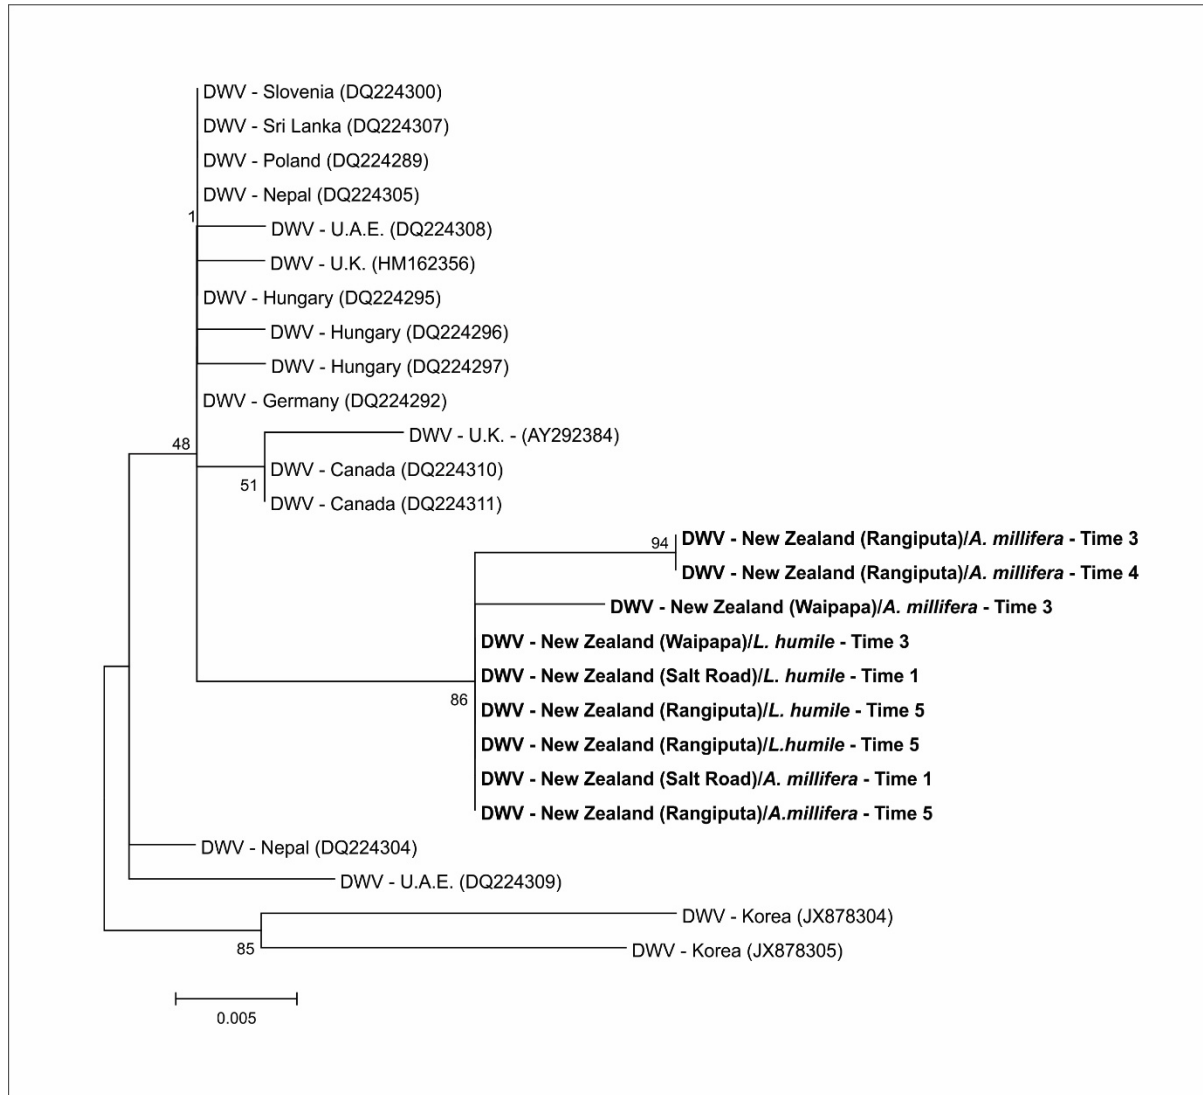 DWV - Slovenia (DQ224300)
DWV - Sri Lanka (DQ224307)
DWV - Poland (DQ224289)
DWV - Nepal (DQ224305)
1
DWV - U.A.E. (DQ224308)
DWV - U.K. (HM162356)
DWV - Hungary (DQ224295)
DWV - Hungary (DQ224296)
DWV - Hungary (DQ224297)
DWV - Germany (DQ224292)
48
DWV - U.K. - (AY292384)
DWV - Canada (DQ224310)
51
DWV - Canada (DQ224311)
94
DWV - New Zealand (Rangiputa)/A. millifera - Time 3
DWV - New Zealand (Rangiputa)/A. millifera - Time 4
DWV - New Zealand (Waipapa)/A. millifera - Time 3
DWV - New Zealand (Waipapa)/L. humile - Time 3
DWV - New Zealand (Salt Road)/L. humile - Time 1
86
DWV - New Zealand (Rangiputa)/L. humile - Time 5
DWV - New Zealand (Rangiputa)/L.humile - Time 5
DWV - New Zealand (Salt Road)/A. millifera - Time 1
DWV - New Zealand (Rangiputa)/A.millifera - Time 5
DWV - Nepal (DQ224304)
DWV - U.A.E. (DQ224309)
DWV - Korea (JX878304)
85
DWV - Korea (JX878305)
0.005